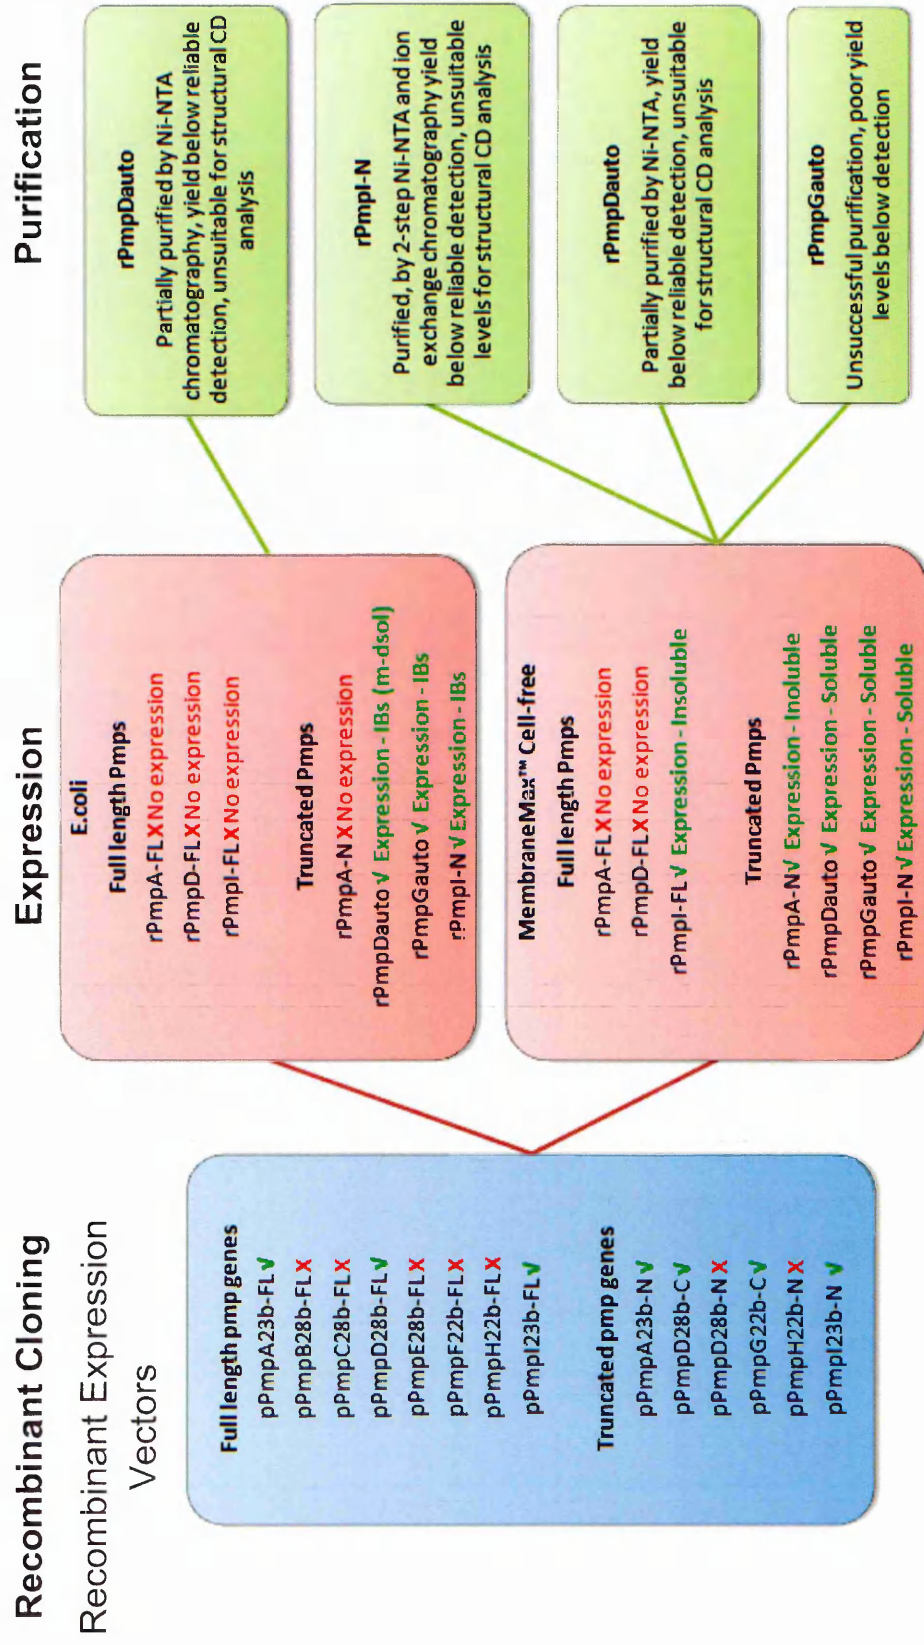 Recombinant Cloning
Recombinant Expression
Vectors
Full length pmp genes
pPmpA23b-FL√
pPmpB28b-FLX
pPmpC28b-FLX
pPmpD28b-FL√
pPmpE28b-FLX
pPmpF22b-FLX
pPmpH22b-FLX
pPmpI23b-FL√
Truncated pmp genes
pPmpA23b-N√
pPmpD28b-C√
pPmpD28b-N X
pPmpG22b-C√
pPmpH22b-N X
pPmpI23b-N √
Expression
E.coli
Full length Pmps
rPmpA-FL X No expression
rPmpD-FL X No expression
rPmpI-FL X No expression
Truncated Pmps
rPmpA-N X No expression
rPmpDauto √ Expression - IBs (m-dsol)
rPmpGauto √ Expression - IBs
rPmpI-N √ Expression - IBs
MembraneMax™ Cell-free
Full length Pmps
rPmpA-FL X No expression
rPmpD-FL X No expression
rPmpI-FL √ Expression - Insoluble
Truncated Pmps
rPmpA-N √ Expression - Inoluble
rPmpDauto √ Expression - Soluble
rPmpGauto √ Expression - Soluble
rPmpI-N √ Expression - Soluble
Purification
rPmpDauto
Partially purified by Ni-NTA
chromatography, yield below reliable
detection, unsuitable for structural CD
analysis
rPmpI-N
Purified, by 2-step Ni-NTA and ion
exchange chromatography yield
below reliable detection, unsuitable
levels for structural CD analysis
rPmpDauto
Partially purified by Ni-NTA, yield
below reliable detection, unsuitable
for structural CD analysis
rPmpGauto
Unsuccessful purification, poor yield
levels below detection